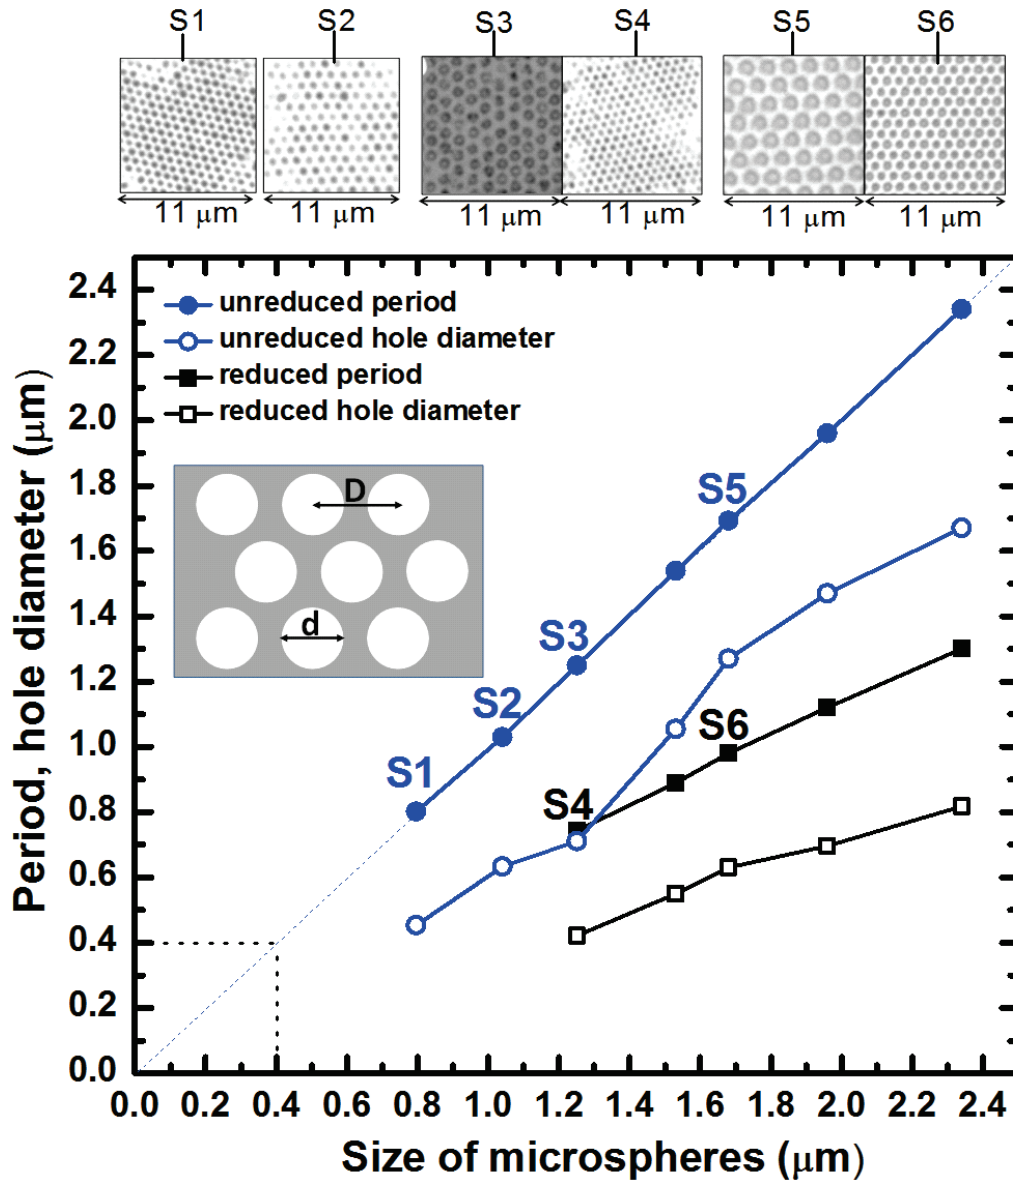 S1 S2 S3 S4 S5 S6
11 μm 11 μm 11 μm 11 μm 11 μm 11 μm
unreduced period
unreduced hole diameter
reduced period
reduced hole diameter
D
d
S1
S2
S3
S4
S5
S6
2.4
2.2
2.0
1.8
1.6
1.4
1.2
1.0
0.8
0.6
0.4
0.2
0.0
Period, hole diameter (μm)
0.0 0.2 0.4 0.6 0.8 1.0 1.2 1.4 1.6 1.8 2.0 2.2 2.4
Size of microspheres (μm)